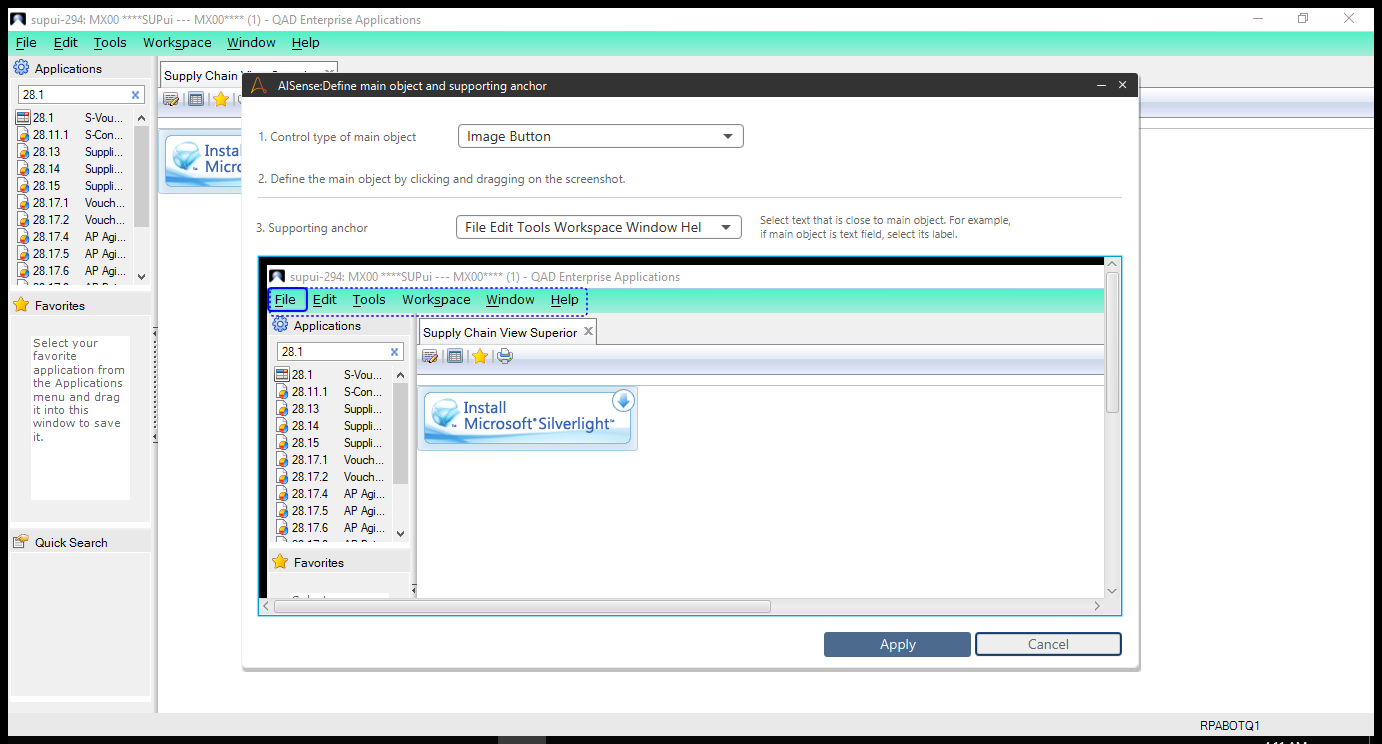 supui-294: MX00 ****SUPui --- MX00**** (1) - QAD Enterprise Applications
File Edit Tools Workspace Window Help
Applications
28.1
28.1 S-Vou...
28.11.1 S-Con...
28.13 Suppli...
28.14 Suppli...
28.15 Suppli...
28.17.1 Vouch...
28.17.2 Vouch...
28.17.4 AP Agi...
28.17.5 AP Agi...
28.17.6 AP Agi...
Favorites
Select your
favorite
application from
the Applications
menu and drag
it into this
window to save
it.
Quick Search
Supply Chain View
Install
AISense:Define main object and supporting anchor
1. Control type of main object
Image Button
2. Define the main object by clicking and dragging on the screenshot.
3. Supporting anchor
File Edit Tools Workspace Window Hel
Select text that is close to main object. For example,
if main object is text field, select its label.
supui-294: MX00 ****SUPui --- MX00**** (1) - QAD Enterprise Applications
File Edit Tools Workspace Window Help
Applications
28.1
28.1 S-Vou...
28.11.1 S-Con...
28.13 Suppli...
28.14 Suppli...
28.15 Suppli...
28.17.1 Vouch...
28.17.2 Vouch...
28.17.4 AP Agi...
28.17.5 AP Agi...
28.17.6 AP Agi...
Favorites
Supply Chain View Superior
Install
Microsoft® Silverlight™
Apply
Cancel
RPABOTQ1